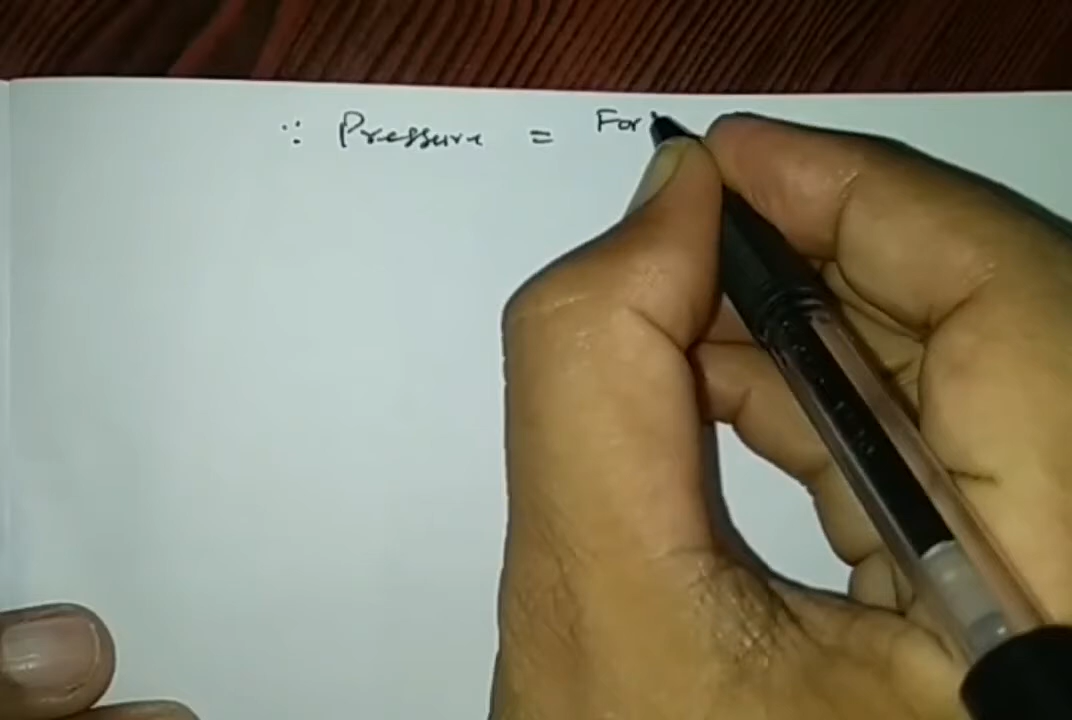 ∵ Pressure = For